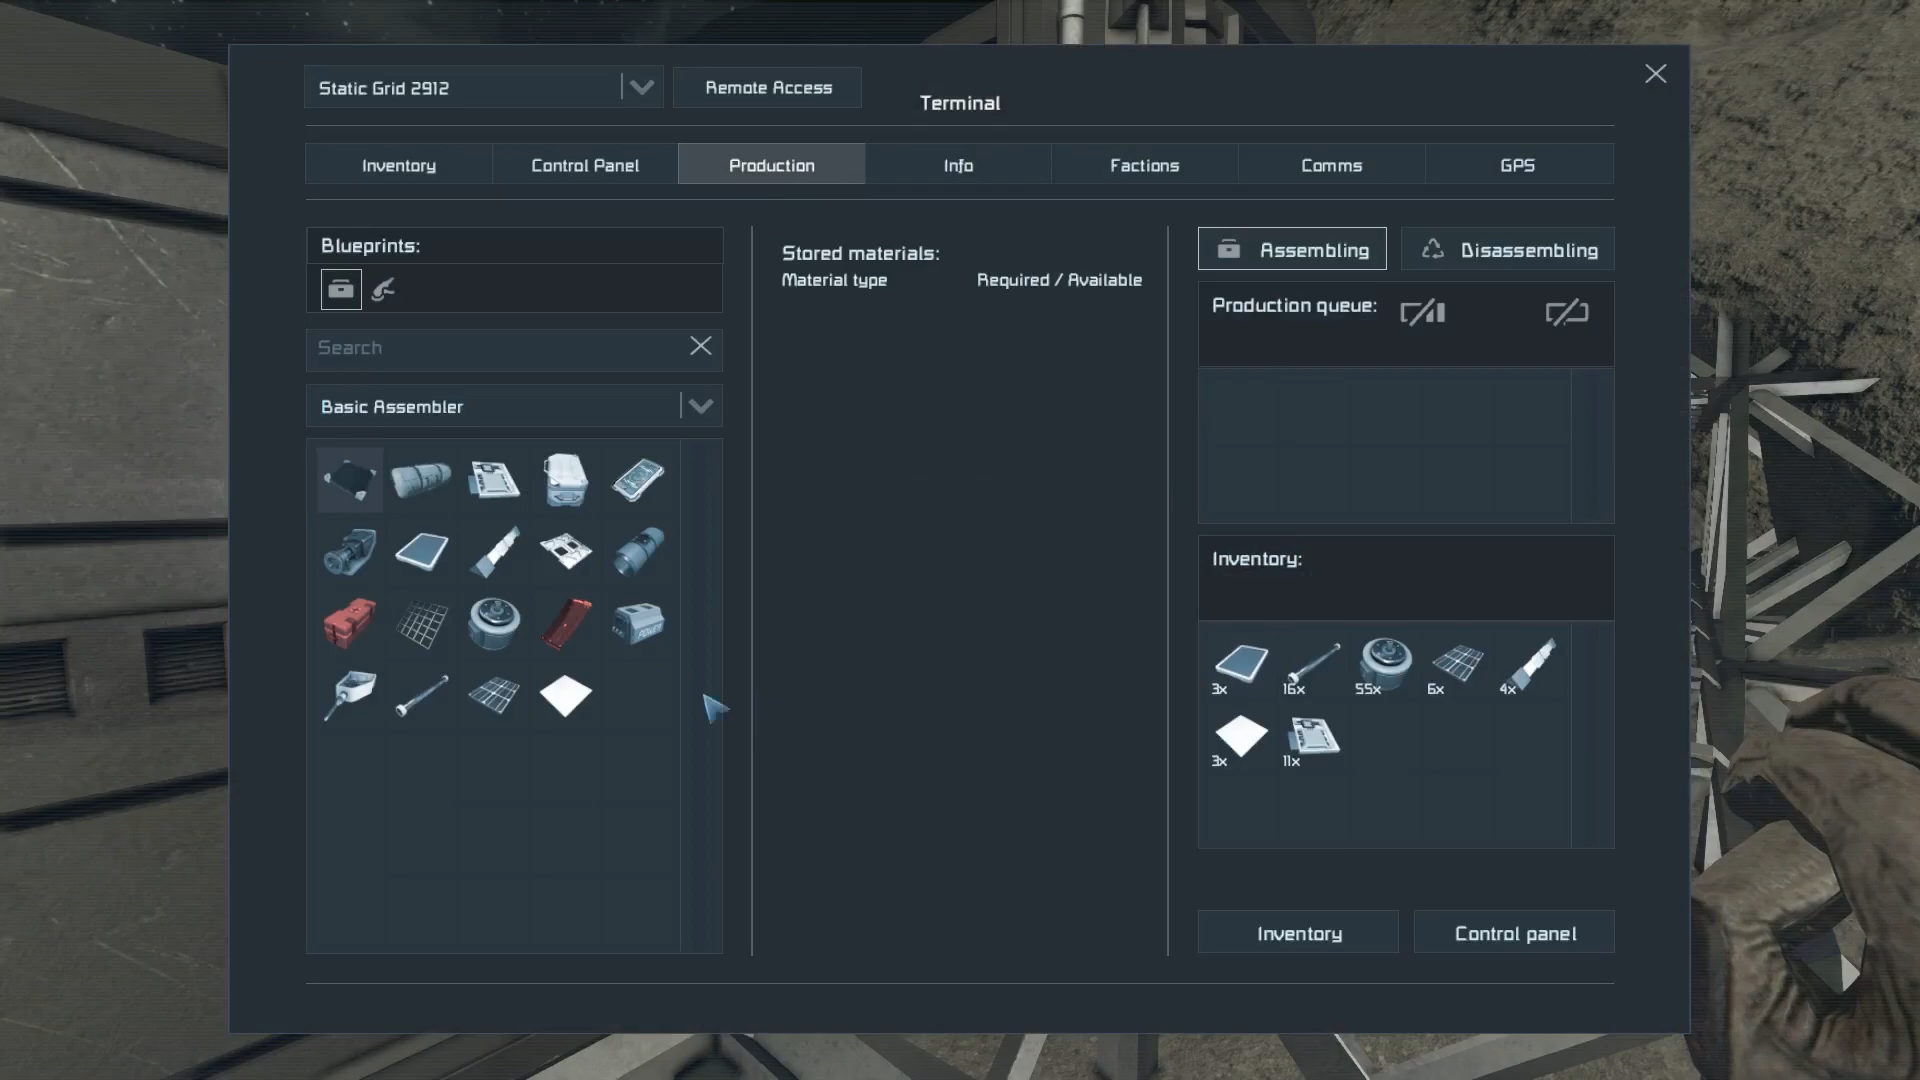 Static Grid 2912
Remote Access
Terminal
Inventory
Control Panel
Production
Info
Factions
Comms
GPS
Blueprints:
Search
Basic Assembler
POWER
Stored materials:
Material type
Required / Available
Assembling
Disassembling
Production queue:
Inventory:
3x
16x
55x
6x
4x
3x
11x
Inventory
Control panel